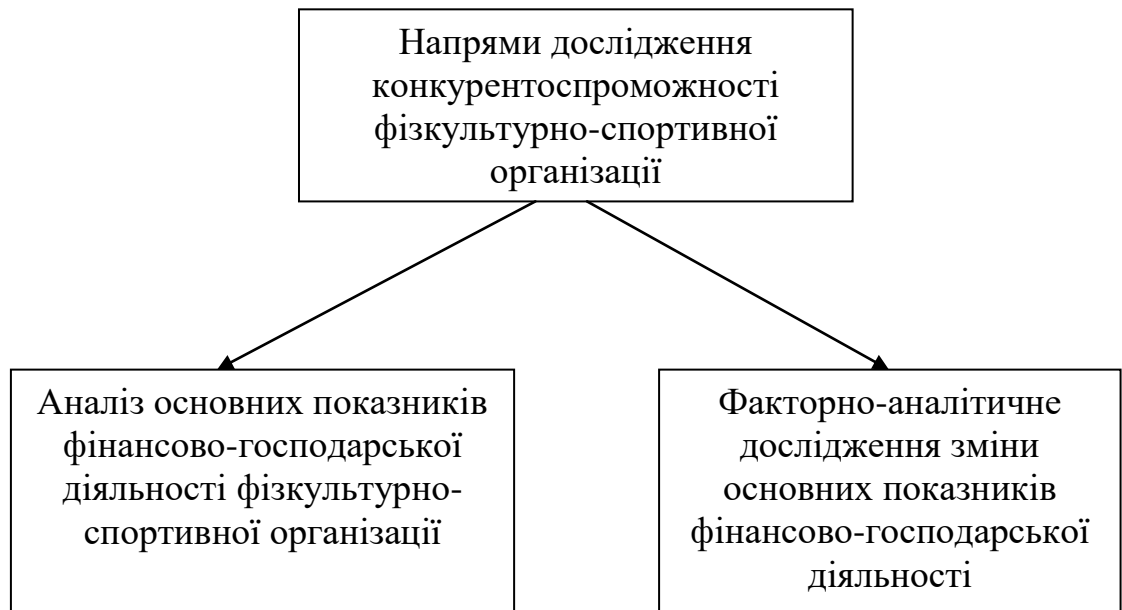 Напрями дослідження
конкурентоспроможності
фізкультурно-спортивної
організації
Аналіз основних показників
фінансово-господарської
діяльності фізкультурно-
спортивної організації
Факторно-аналітичне
дослідження зміни
основних показників
фінансово-господарської
діяльності